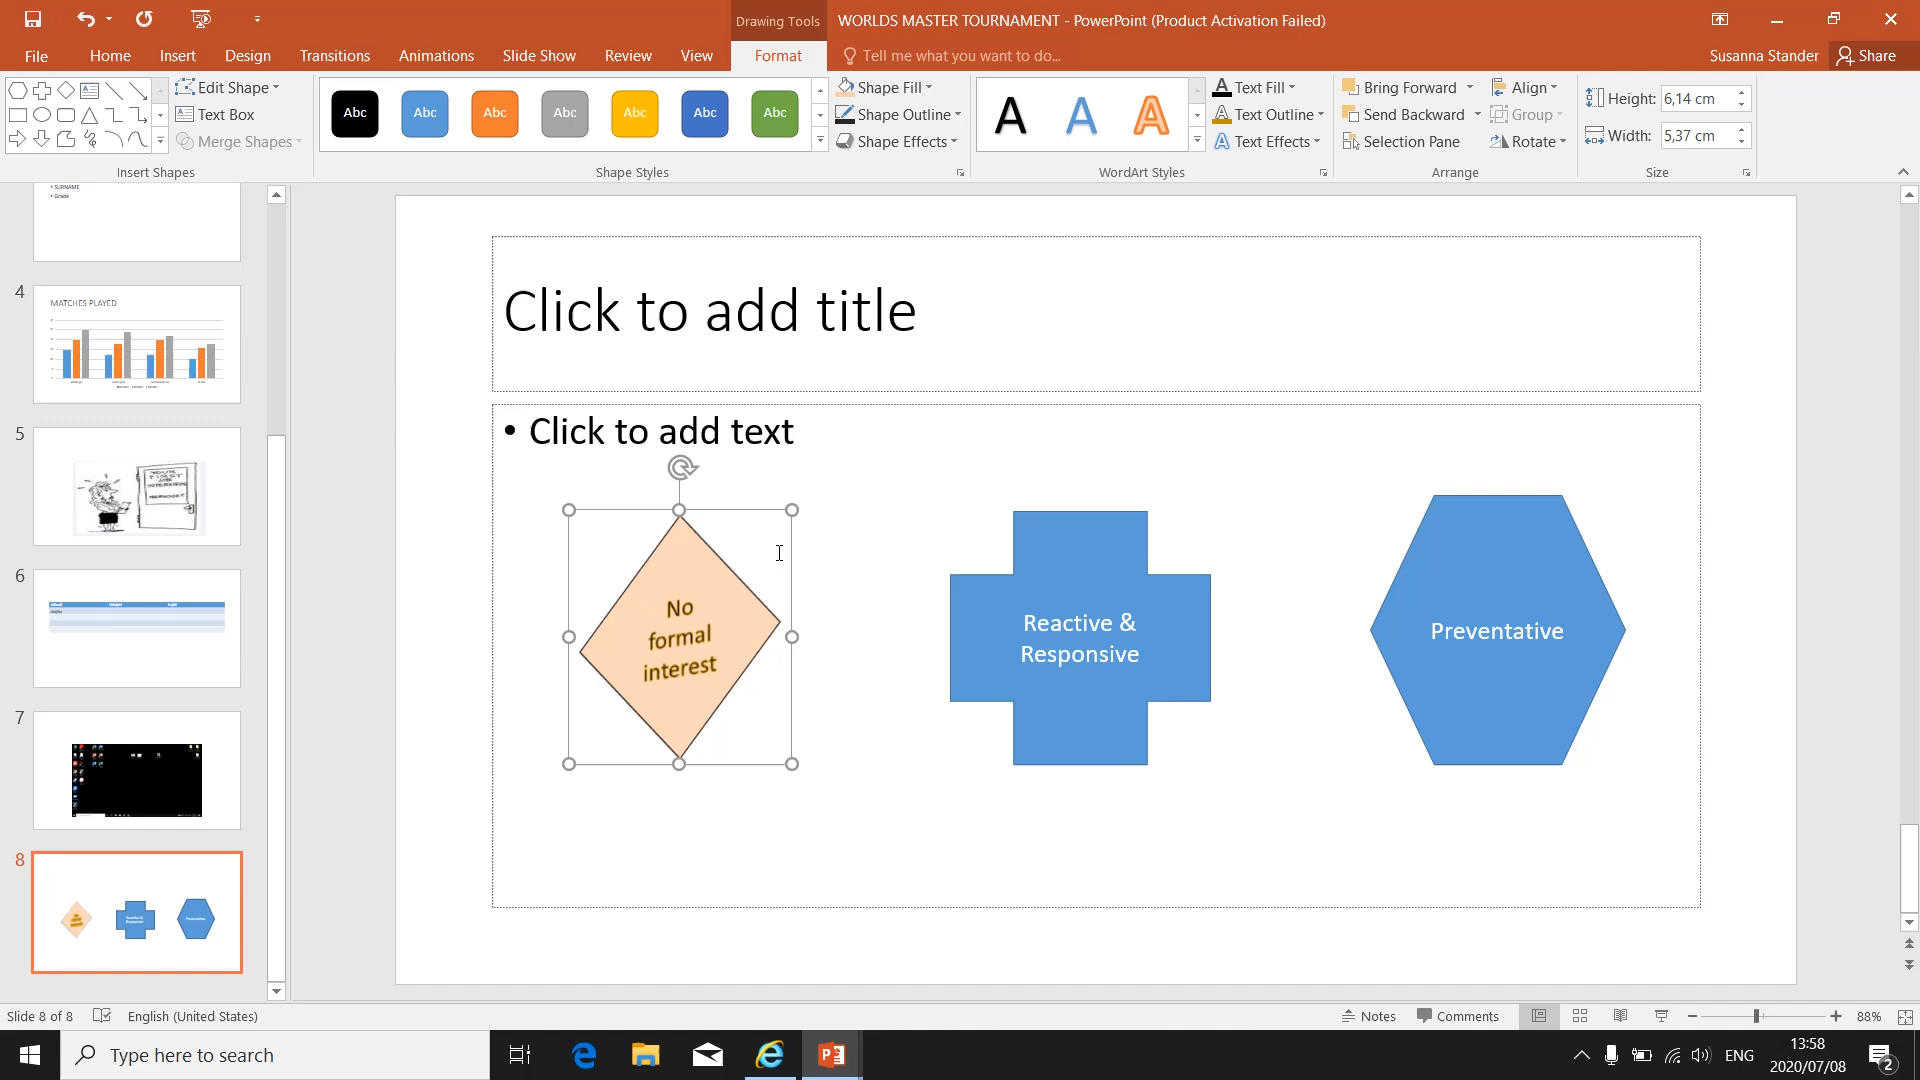 Drawing Tools
WORLDS MASTER TOURNAMENT - PowerPoint (Product Activation Failed)
File
Home
Insert
Design
Transitions
Animations
Slide Show
Review
View
Format
Tell me what you want to do...
Susanna Stander
Share
Edit Shape
Text Box
Merge Shapes
Insert Shapes
Abc
Abc
Abc
Abc
Abc
Abc
Abc
Shape Fill
Shape Outline
Shape Effects
Shape Styles
A
A
A
Text Fill
Text Outline
Text Effects
WordArt Styles
Bring Forward
Send Backward
Selection Pane
Align
Group
Rotate
Arrange
Height: 6,14 cm
Width: 5,37 cm
Size
• SURNAME
• Grade
4
MATCHES PLAYED
5
6
7
8
Click to add title
• Click to add text
No
formal
interest
Reactive &
Responsive
Preventative
Slide 8 of 8
English (United States)
Notes
Comments
88%
Type here to search
ENG
13:58
2020/07/08
2